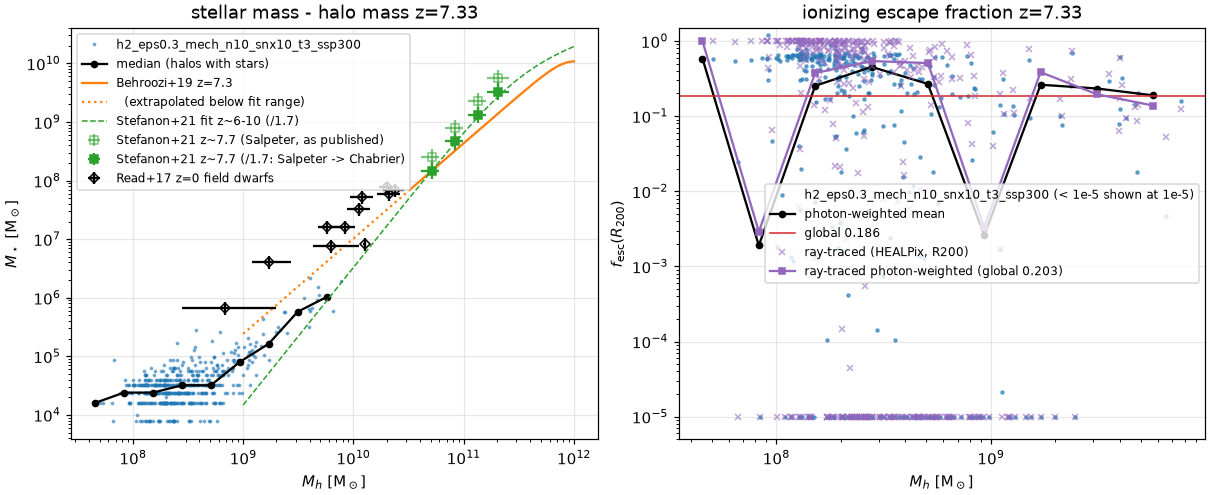 stellar mass - halo mass z=7.33
h2_eps0.3_mech_n10_snx10_t3_ssp300
median (halos with stars)
Behroozi+19 z=7.3
(extrapolated below fit range)
Stefanon+21 fit z~6-10 (/1.7)
Stefanon+21 z~7.7 (Salpeter, as published)
Stefanon+21 z~7.7 (/1.7: Salpeter -> Chabrier)
Read+17 z=0 field dwarfs
10^10
10^9
10^8
10^7
10^6
10^5
10^4
M⋆ [M⊙]
10^8
10^9
10^10
10^11
10^12
M_h [M⊙]
ionizing escape fraction z=7.33
h2_eps0.3_mech_n10_snx10_t3_ssp300 (< 1e-5 shown at 1e-5)
photon-weighted mean
global 0.186
ray-traced (HEALPix, R200)
ray-traced photon-weighted (global 0.203)
10^0
10^−1
10^−2
10^−3
10^−4
10^−5
f_esc(R_200)
10^8
10^9
M_h [M⊙]